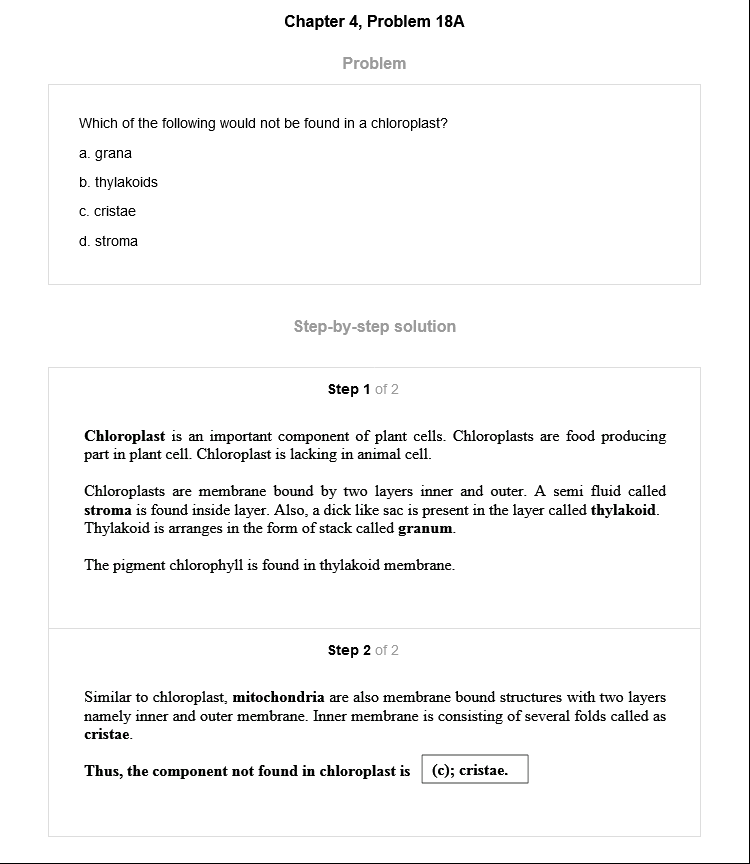 Chapter 4, Problem 18A
Problem
Which of the following would not be found in a chloroplast?
a. grana
b. thylakoids
c. cristae
d. stroma
Step-by-step solution
Step 1 of 2
Chloroplast is an important component of plant cells. Chloroplasts are food producing
part in plant cell. Chloroplast is lacking in animal cell.
Chloroplasts are membrane bound by two layers inner and outer. A semi fluid called
stroma is found inside layer. Also, a dick like sac is present in the layer called thylakoid.
Thylakoid is arranges in the form of stack called granum.
The pigment chlorophyll is found in thylakoid membrane.
Step 2 of 2
Similar to chloroplast, mitochondria are also membrane bound structures with two layers
namely inner and outer membrane. Inner membrane is consisting of several folds called as
cristae.
Thus, the component not found in chloroplast is (c); cristae.